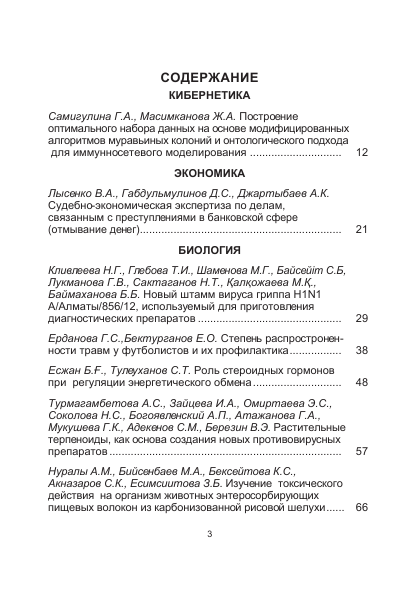 СОДЕРЖАНИЕ
КИБЕРНЕТИКА
Самигулина Г.А., Масимканова Ж.А. Построение
оптимального набора данных на основе модифицированных
алгоритмов муравьиных колоний и онтологического подхода
для иммунносетевого моделирования .............................. 12
ЭКОНОМИКА
Лысенко В.А., Габдульмулинов Д.С., Джартыбаев А.К.
Судебно-экономическая экспертиза по делам,
связанным с преступлениями в банковской сфере
(отмывание денег).................................................................. 21
БИОЛОГИЯ
Кливлеева Н.Г., Глебова Т.И., Шаменова М.Г., Байсейіт С.Б,
Лукманова Г.В., Сактаганов Н.Т., Қалқожаева М.Қ.,
Баймаханова Б.Б. Новый штамм вируса гриппа H1N1
А/Алматы/856/12, используемый для приготовления
диагностических препаратов ............................................... 29
Ерданова Г.С.,Бектурганов Е.О. Степень распространен-
ности травм у футболистов и их профилактика................. 38
Есжан Б.Ғ., Тулеуханов С.Т. Роль стероидных гормонов
при регуляции энергетического обмена............................. 48
Турмагамбетова А.С., Зайцева И.А., Омиртаева Э.С.,
Соколова Н.С., Богоявленский А.П., Атажанова Г.А.,
Мукушева Г.К., Адекенов С.М., Березин В.Э. Растительные
терпеноиды, как основа создания новых противовирусных
препаратов............................................................................ 57
Нуралы А.М., Бийсенбаев М.А., Бексейтова К.С.,
Акназаров С.К., Есимсиитова З.Б. Изучение токсического
действия на организм животных энтеросорбирующих
пищевых волокон из карбонизованной рисовой шелухи...... 66
3